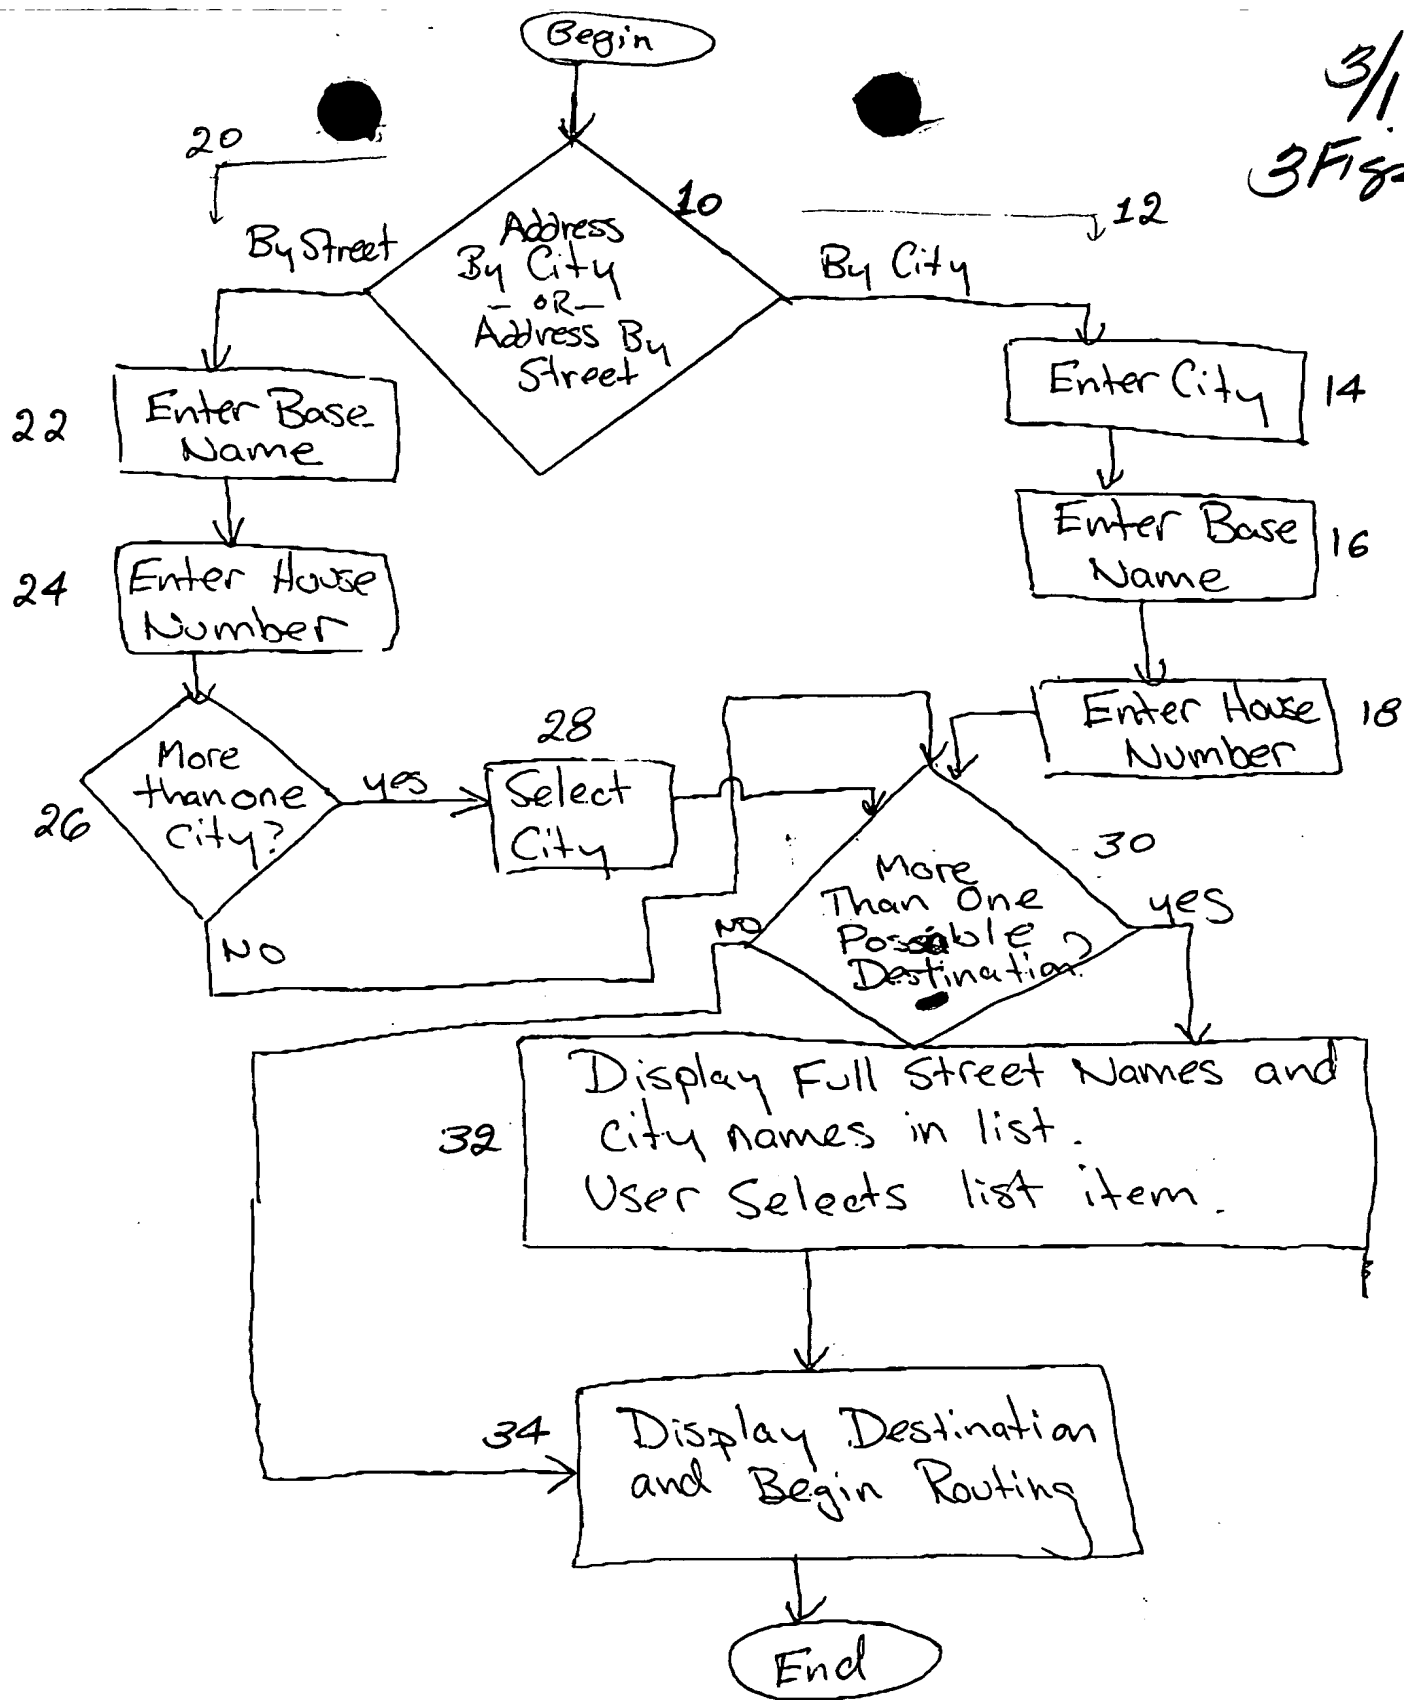 Begin
3/1
3 Figs
20
10
12
By Street
Address
By City
- OR -
Address By
Street
By City
22
Enter Base
Name
Enter City
14
Enter Base
Name
16
24
Enter House
Number
Enter House
Number
18
26
More
than one
City?
yes
NO
28
Select
City
30
More
Than One
Possible
Destination?
NO
yes
32
Display Full Street Names and
City names in list.
User Selects list item.
34
Display Destination
and Begin Routing
End